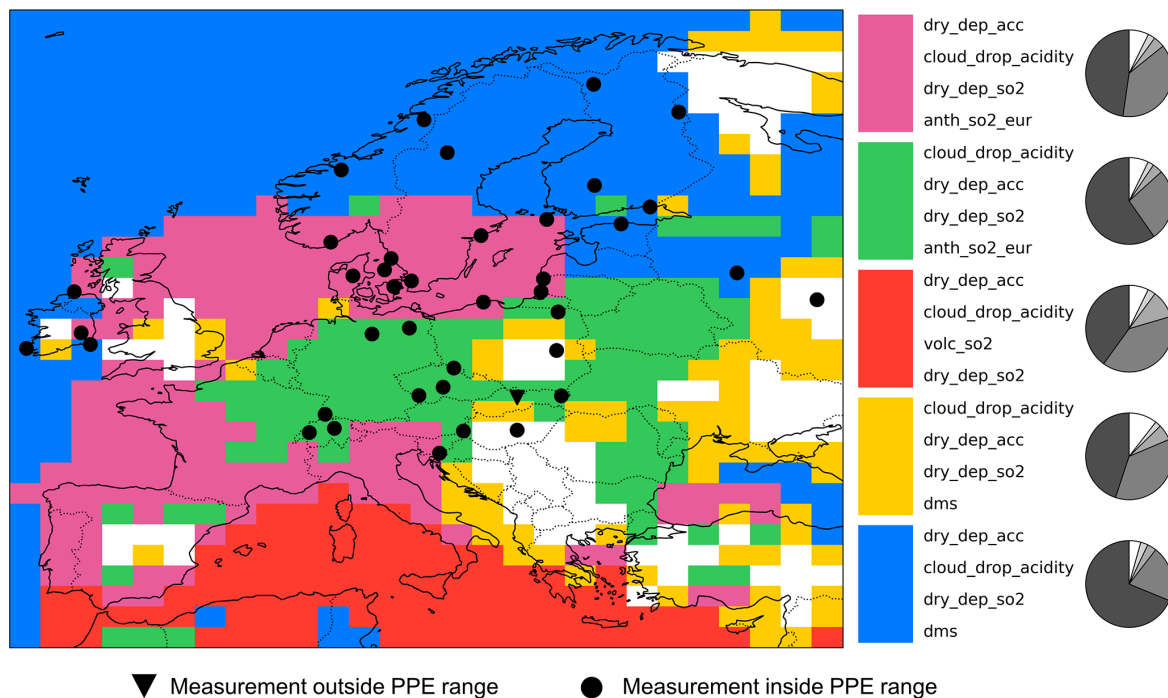 dry_dep_acc
cloud_drop_acidity
dry_dep_so2
anth_so2_eur
cloud_drop_acidity
dry_dep_acc
dry_dep_so2
anth_so2_eur
dry_dep_acc
cloud_drop_acidity
volc_so2
dry_dep_so2
cloud_drop_acidity
dry_dep_acc
dry_dep_so2
dms
dry_dep_acc
cloud_drop_acidity
dry_dep_so2
dms
Measurement outside PPE range
Measurement inside PPE range